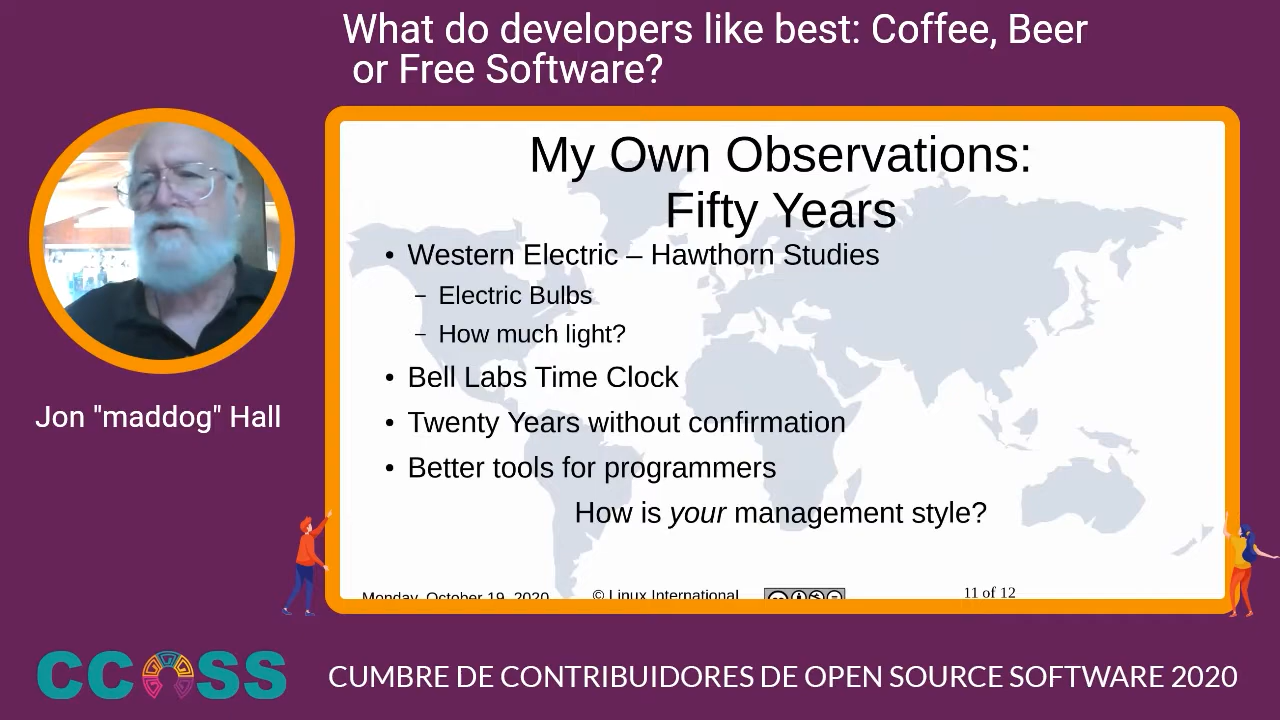 What do developers like best: Coffee, Beer
or Free Software?
My Own Observations:
Fifty Years
• Western Electric – Hawthorn Studies
– Electric Bulbs
– How much light?
• Bell Labs Time Clock
• Twenty Years without confirmation
• Better tools for programmers
How is your management style?
Monday, October 19, 2020
© Linux International
11 of 12
Jon "maddog" Hall
CCOSS
CUMBRE DE CONTRIBUIDORES DE OPEN SOURCE SOFTWARE 2020